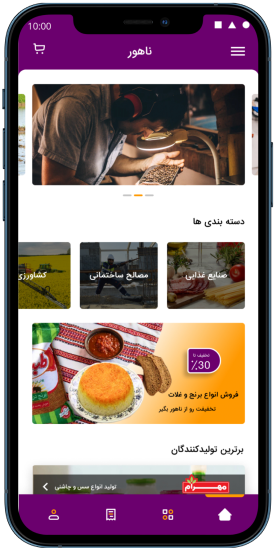 10:00
ناهور
دسته بندی ها
صنایع غذایی
مصالح ساختمانی
کشاورزی
تخفیف تا
٪30
فروش انواع برنج و غلات
تخفیفت رو از ناهور بگیر
برترین تولیدکنندگان
مهرام
تولید انواع سس و چاشنی